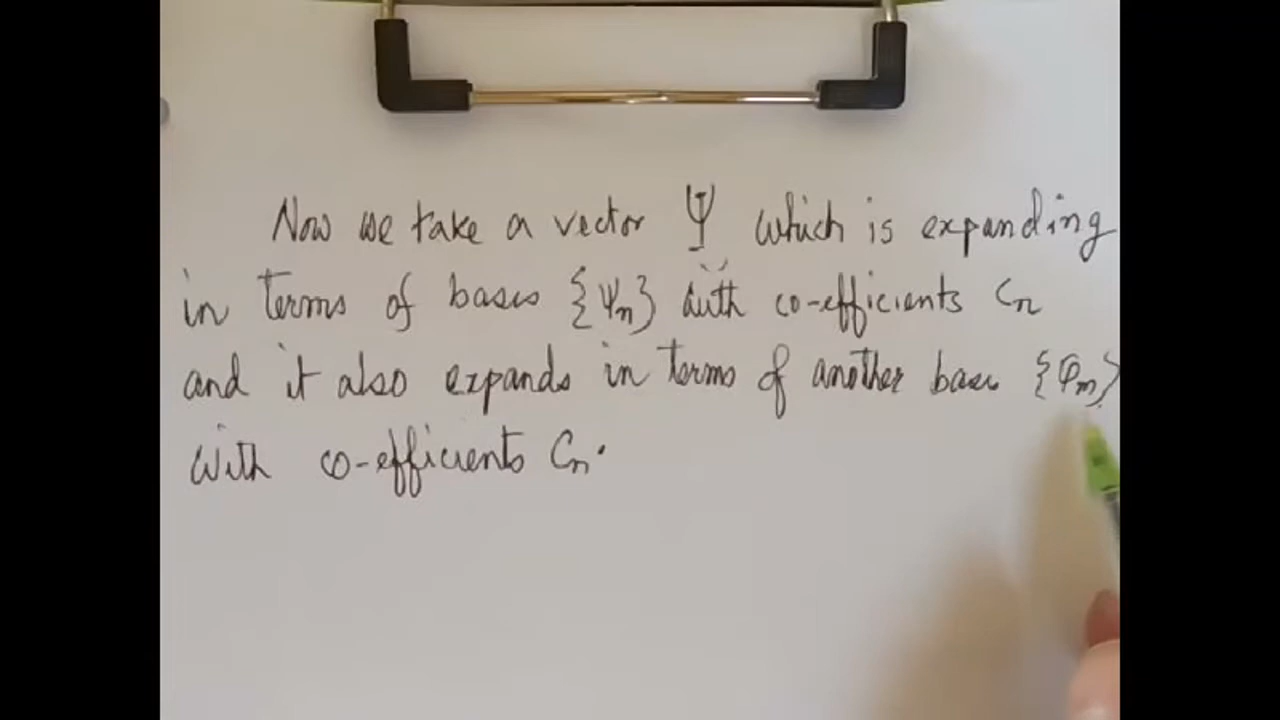 Now we take a vector Ψ which is expanding
in terms of basis {ψn} with co-efficients Cn
and it also expands in terms of another basis {φm}
with co-efficients Cn.